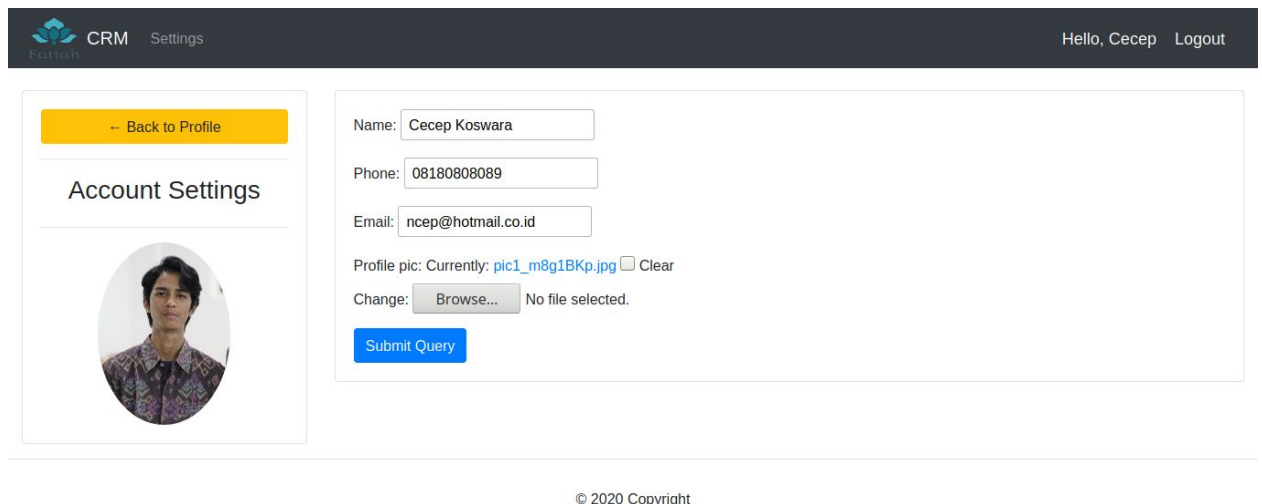 Fattah CRM Settings Hello, Cecep Logout
← Back to Profile
Account Settings
Name: Cecep Koswara
Phone: 08180808089
Email: ncep@hotmail.co.id
Profile pic: Currently: pic1_m8g1BKp.jpg Clear
Change: Browse... No file selected.
Submit Query
© 2020 Copyright